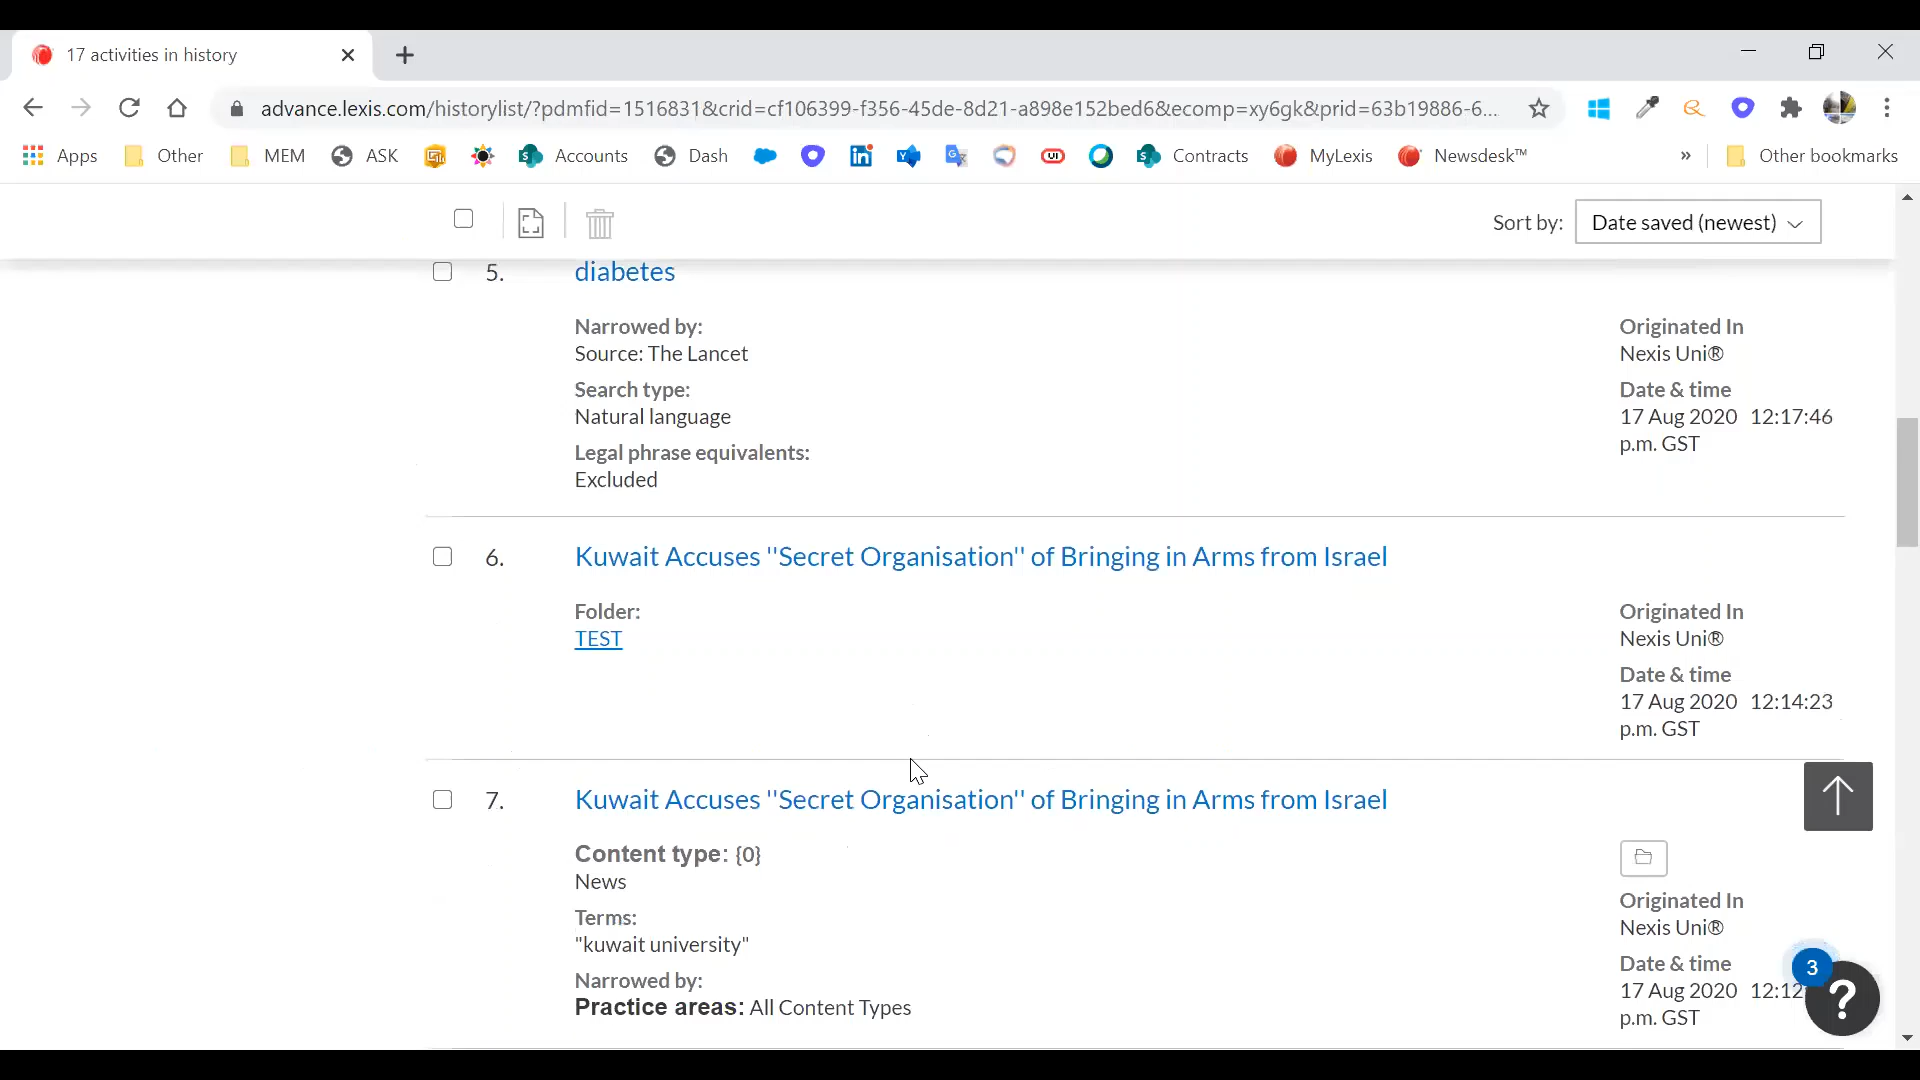 17 activities in history
advance.lexis.com/historylist/?pdmfid=1516831&crid=cf106399-f356-45de-8d21-a898e152bed6&ecomp=xy6gk&prid=63b19886-6...
Apps Other MEM ASK Accounts Dash Contracts MyLexis Newsdesk™ » Other bookmarks
Sort by: Date saved (newest)
5. diabetes
Narrowed by:
Source: The Lancet
Search type:
Natural language
Legal phrase equivalents:
Excluded
Originated In
Nexis Uni®
Date & time
17 Aug 2020 12:17:46
p.m. GST
6. Kuwait Accuses "Secret Organisation" of Bringing in Arms from Israel
Folder:
TEST
Originated In
Nexis Uni®
Date & time
17 Aug 2020 12:14:23
p.m. GST
7. Kuwait Accuses "Secret Organisation" of Bringing in Arms from Israel
Content type: {0}
News
Terms:
"kuwait university"
Narrowed by:
Practice areas: All Content Types
Originated In
Nexis Uni®
Date & time
17 Aug 2020 12:12
p.m. GST
3
?